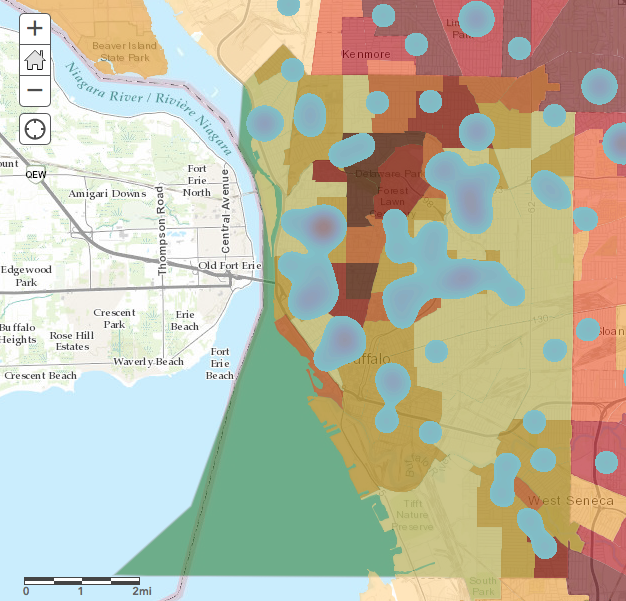 +
−
Beaver Island
State Park
Kenmore
Niagara River / Rivière Niagara
QEW
Fort
Erie
North
Amigari Downs
Central Avenue
Thompson Road
Delaware Park
Forest
Lawn
Edgewood
Park
Old Fort Erie
Crescent
Park
Erie
Beach
Buffalo
Heights
Rose Hill
Estates
Waverly Beach
Fort
Erie
Beach
Crescent Beach
Sloan
West Seneca
Tifft
Nature
Preserve
South
Park
0 1 2mi